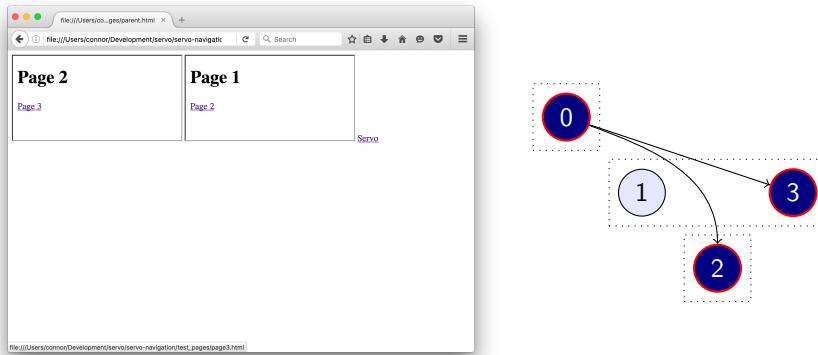 file:///Users/co...ges/parent.html
file:///Users/connor/Development/servo/servo-navigatic
Search
Page 2
Page 3
Page 1
Page 2
Servo
file:///Users/connor/Development/servo/servo-navigation/test_pages/page3.html
0
1
3
2